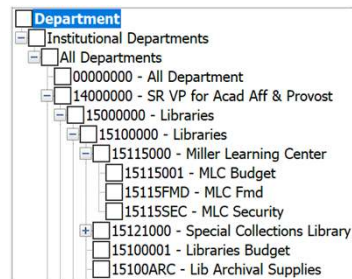 Department
Institutional Departments
All Departments
00000000 - All Department
14000000 - SR VP for Acad Aff & Provost
15000000 - Libraries
15100000 - Libraries
15115000 - Miller Learning Center
15115001 - MLC Budget
15115FMD - MLC Fmd
15115SEC - MLC Security
15121000 - Special Collections Library
15100001 - Libraries Budget
15100ARC - Lib Archival Supplies